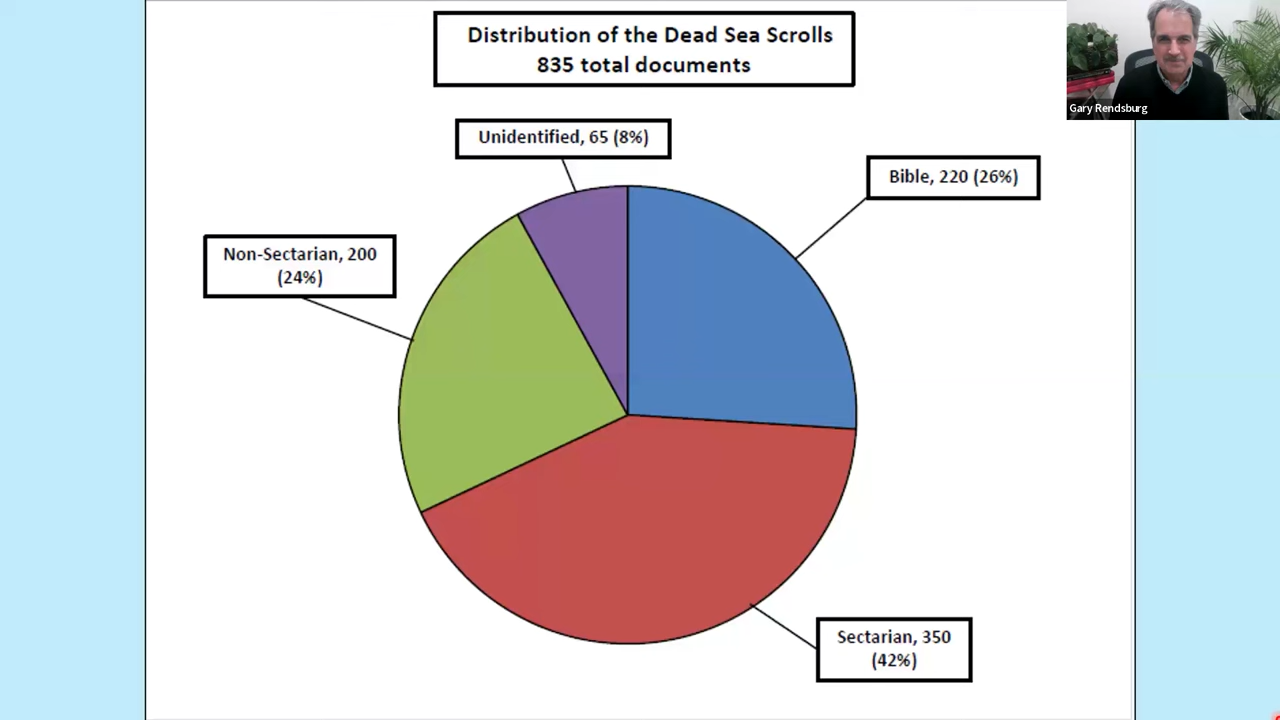 Distribution of the Dead Sea Scrolls
835 total documents
Gary Rendsburg
Unidentified, 65 (8%)
Bible, 220 (26%)
Non-Sectarian, 200
(24%)
Sectarian, 350
(42%)